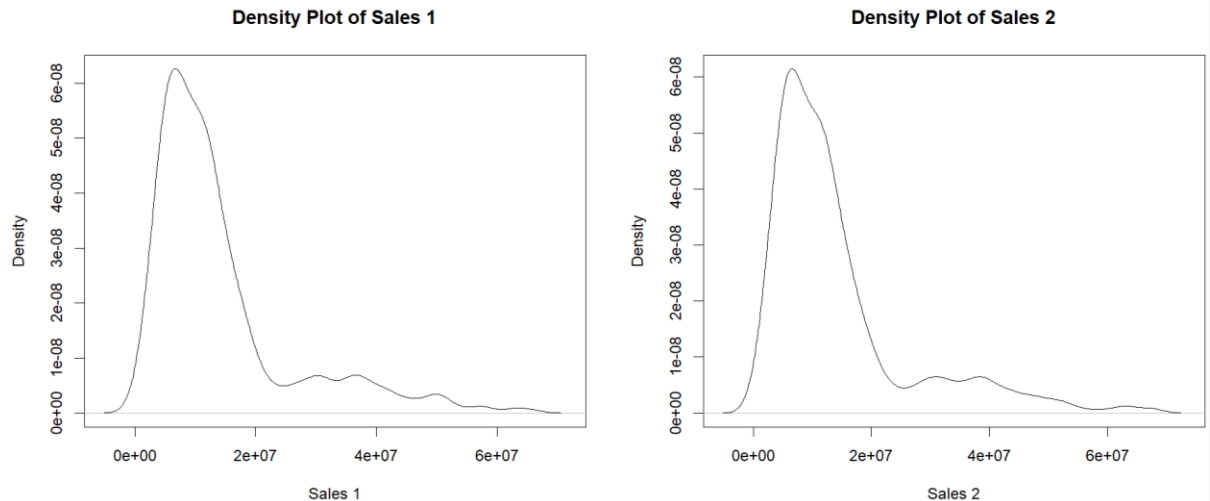 Density Plot of Sales 1
Density
6e-08
5e-08
4e-08
3e-08
2e-08
1e-08
0e+00
0e+00 2e+07 4e+07 6e+07
Sales 1
Density Plot of Sales 2
Density
6e-08
5e-08
4e-08
3e-08
2e-08
1e-08
0e+00
0e+00 2e+07 4e+07 6e+07
Sales 2